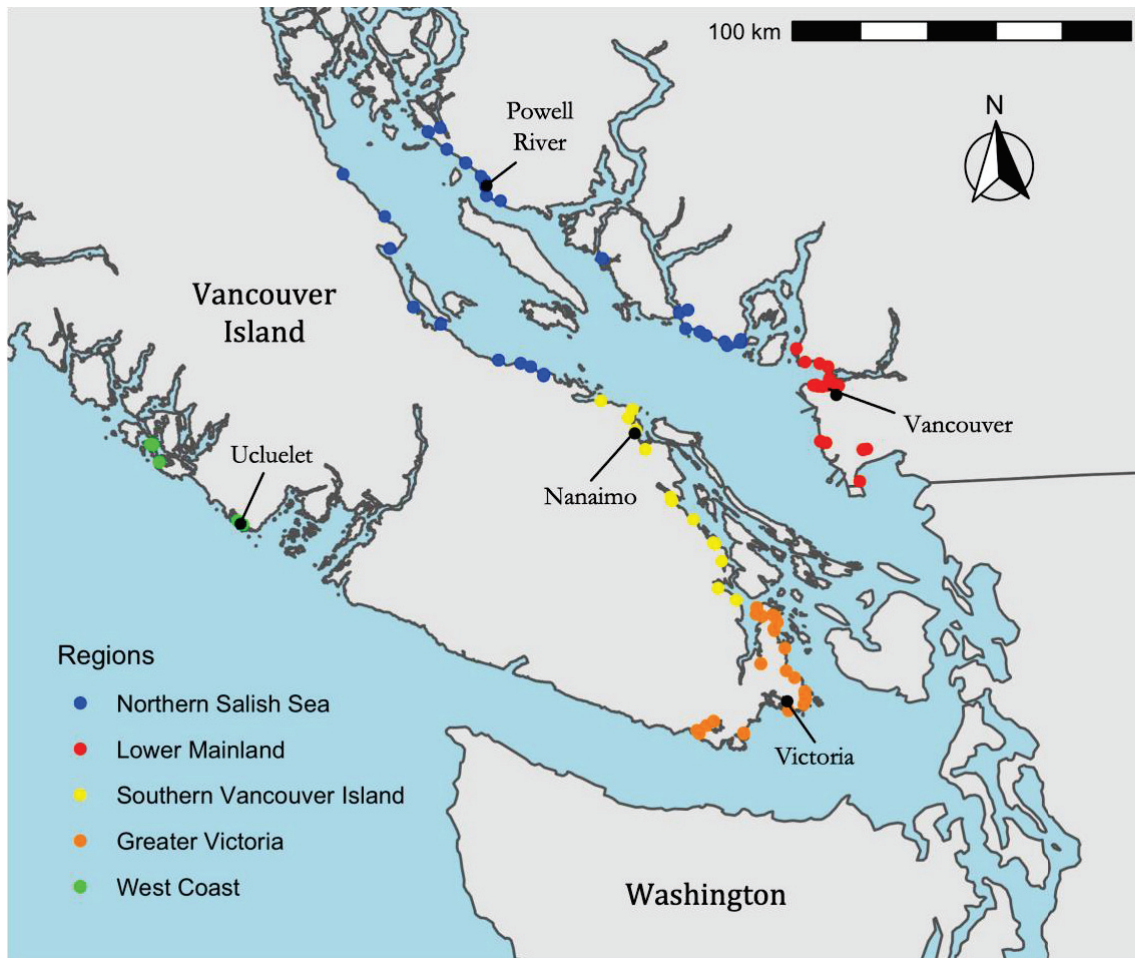 100 km
N
Powell
River
Vancouver
Island
Vancouver
Ucluelet
Nanaimo
Regions
Northern Salish Sea
Lower Mainland
Southern Vancouver Island
Greater Victoria
West Coast
Victoria
Washington